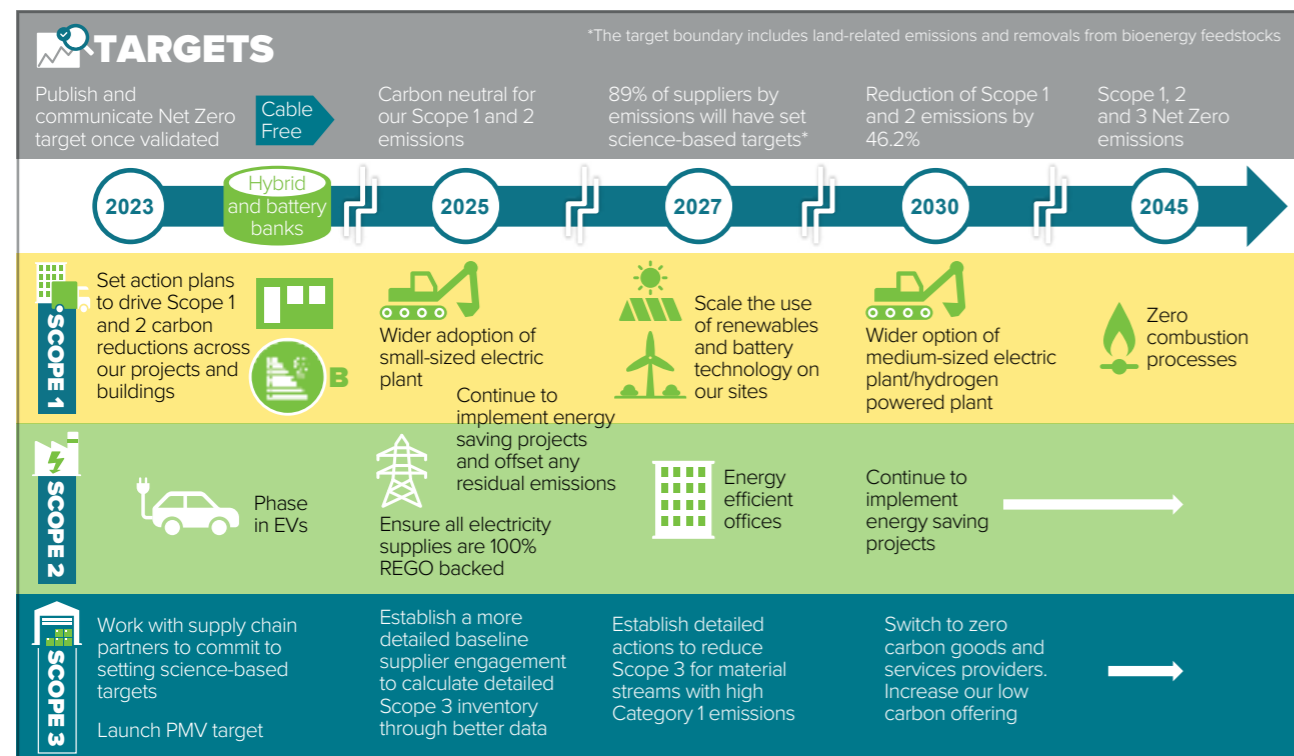 TARGETS
*The target boundary includes land-related emissions and removals from bioenergy feedstocks
Publish and
communicate Net Zero
target once validated
Cable
Free
Carbon neutral for
our Scope 1 and 2
emissions
89% of suppliers by
emissions will have set
science-based targets*
Reduction of Scope 1
and 2 emissions by
46.2%
Scope 1, 2
and 3 Net Zero
emissions
2023
Hybrid
and battery
banks
2025
2027
2030
2045
SCOPE 1
Set action plans
to drive Scope 1
and 2 carbon
reductions across
our projects and
buildings
B
Wider adoption of
small-sized electric
plant
Continue to
implement energy
saving projects
and offset any
residual emissions
Scale the use
of renewables
and battery
technology on
our sites
Wider option of
medium-sized electric
plant/hydrogen
powered plant
Zero
combustion
processes
SCOPE 2
Phase
in EVs
Ensure all electricity
supplies are 100%
REGO backed
Energy
efficient
offices
Continue to
implement
energy saving
projects
SCOPE 3
Work with supply chain
partners to commit to
setting science-based
targets
Launch PMV target
Establish a more
detailed baseline
supplier engagement
to calculate detailed
Scope 3 inventory
through better data
Establish detailed
actions to reduce
Scope 3 for material
streams with high
Category 1 emissions
Switch to zero
carbon goods and
services providers.
Increase our low
carbon offering